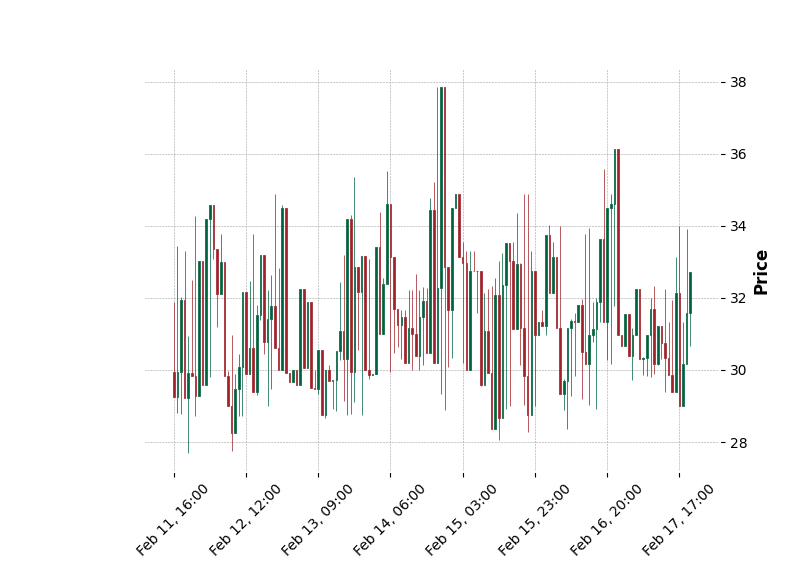 38
36
34
32
30
28
Price
Feb 11, 16:00
Feb 12, 12:00
Feb 13, 09:00
Feb 14, 06:00
Feb 15, 03:00
Feb 15, 23:00
Feb 16, 20:00
Feb 17, 17:00